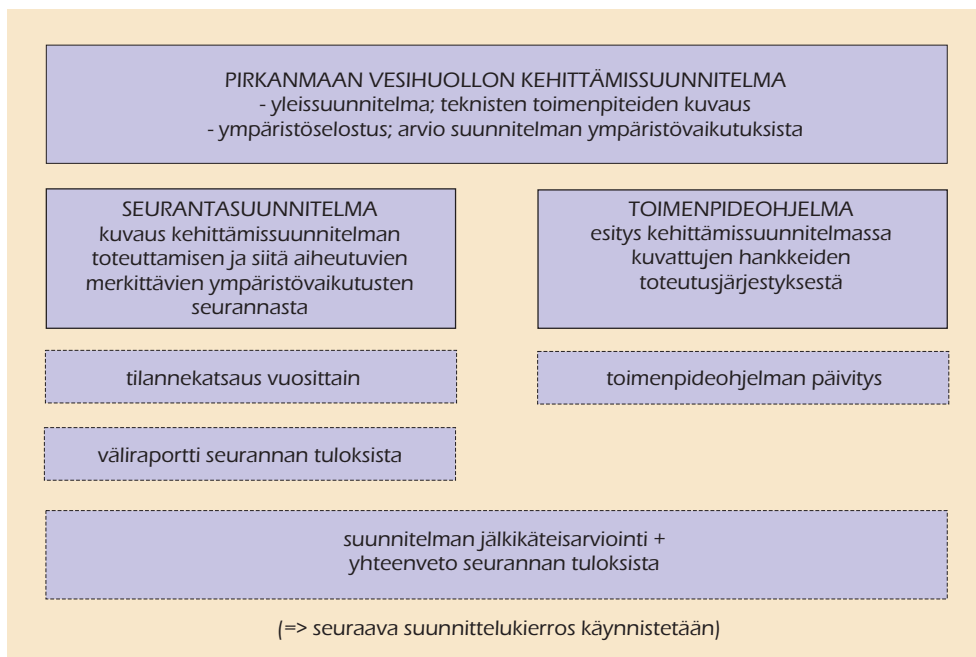 PIRKANMAAN VESIHUOLLON KEHITTÄMISSUUNNITELMA
- yleissuunnitelma; teknisten toimenpiteiden kuvaus
- ympäristöselostus; arvio suunnitelman ympäristövaikutuksista
SEURANTASUUNNITELMA
kuvaus kehittämissuunnitelman
toteuttamisen ja siitä aiheutuvien
merkittävien ympäristövaikutusten
seurannasta
TOIMENPIDEOHJELMA
esitys kehittämissuunnitelmassa
kuvattujen hankkeiden
toteutusjärjestyksestä
tilannekatsaus vuosittain
toimenpideohjelman päivitys
väliraportti seurannan tuloksista
suunnitelman jälkikäteisarviointi +
yhteenveto seurannan tuloksista
(=> seuraava suunnittelukierros käynnistetään)